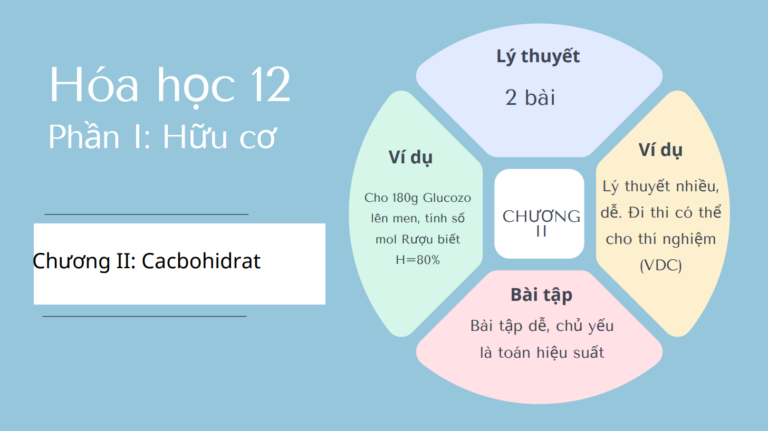 Hóa học 12
Phần I: Hữu cơ
Chương II: Cacbohidrat
Lý thuyết
2 bài
Ví dụ
Cho 180g Glucozo
lên men, tính số
mol Rượu biết
H=80%
CHƯƠNG
II
Ví dụ
Lý thuyết nhiều,
dễ. Đi thi có thể
cho thí nghiệm
(VDC)
Bài tập
Bài tập dễ, chủ yếu
là toán hiệu suất